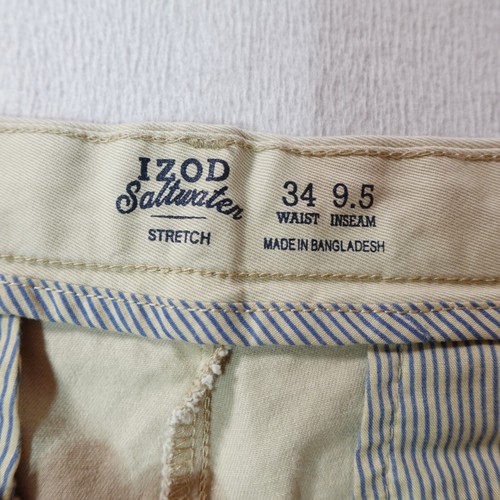 IZOD
Saltwater
STRETCH
34 9.5
WAIST INSEAM
MADE IN BANGLADESH